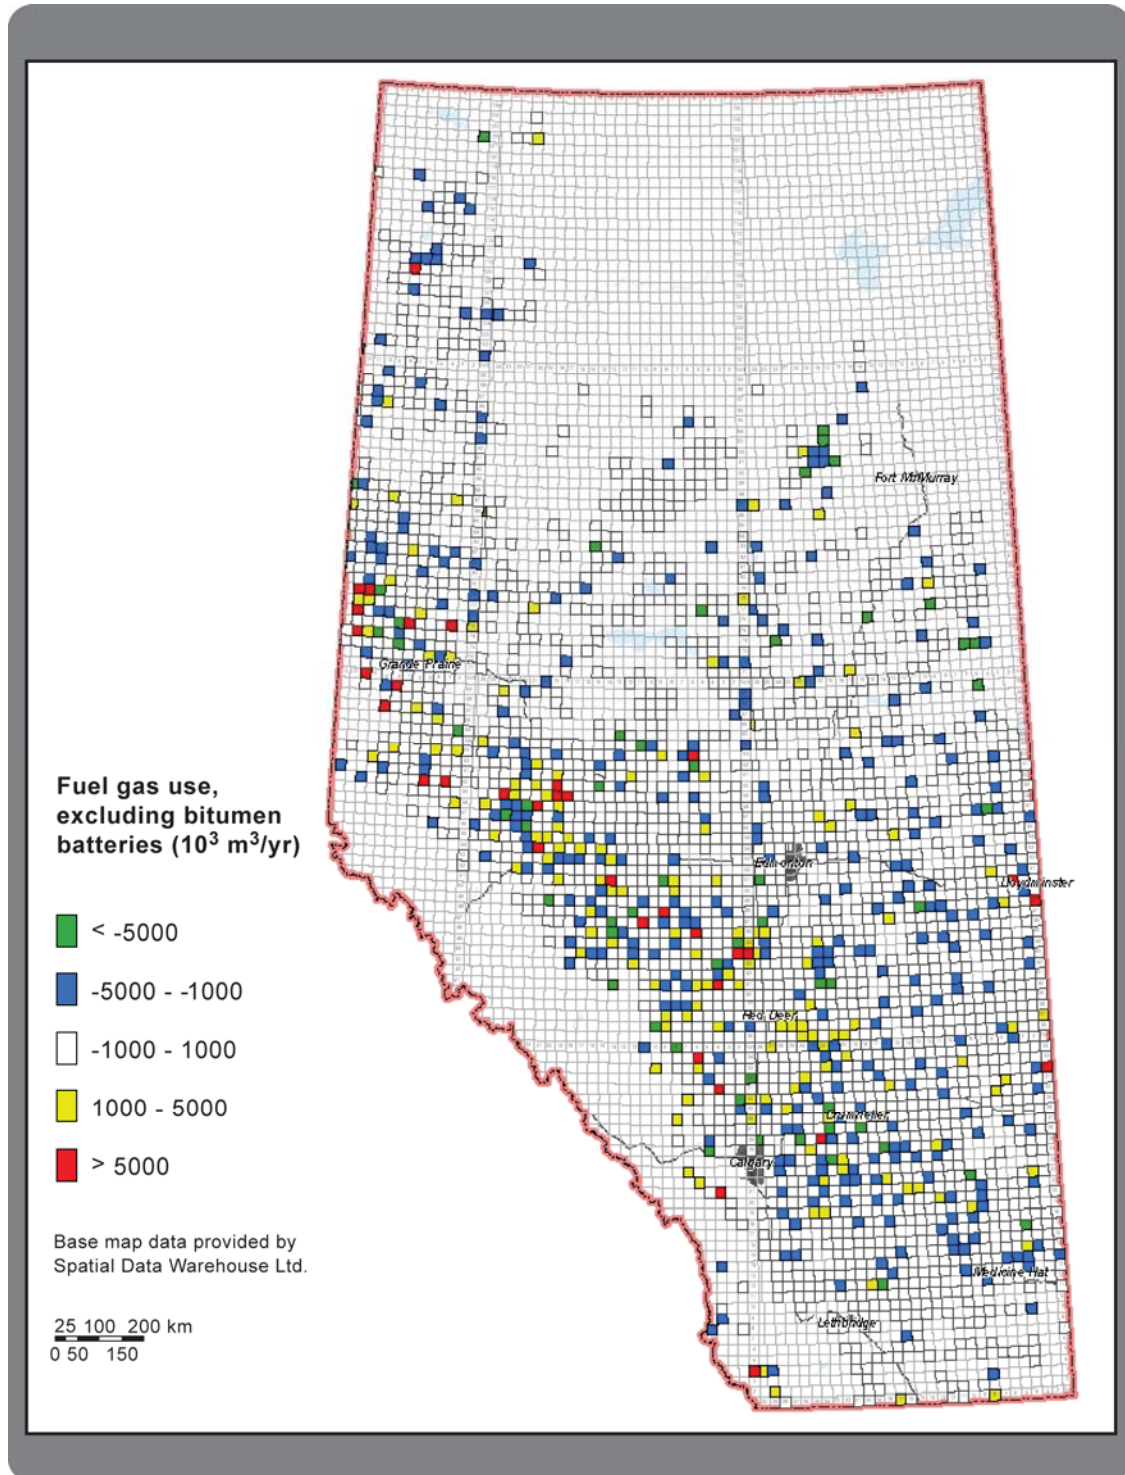 Fort McMurray
Grande Prairie
Edmonton
Lloydminster
Red Deer
Drumheller
Calgary
Medicine Hat
Lethbridge
Fuel gas use,
excluding bitumen
batteries (10³ m³/yr)
< -5000
-5000 - -1000
-1000 - 1000
1000 - 5000
> 5000
Base map data provided by
Spatial Data Warehouse Ltd.
25 100 200 km
0 50 150